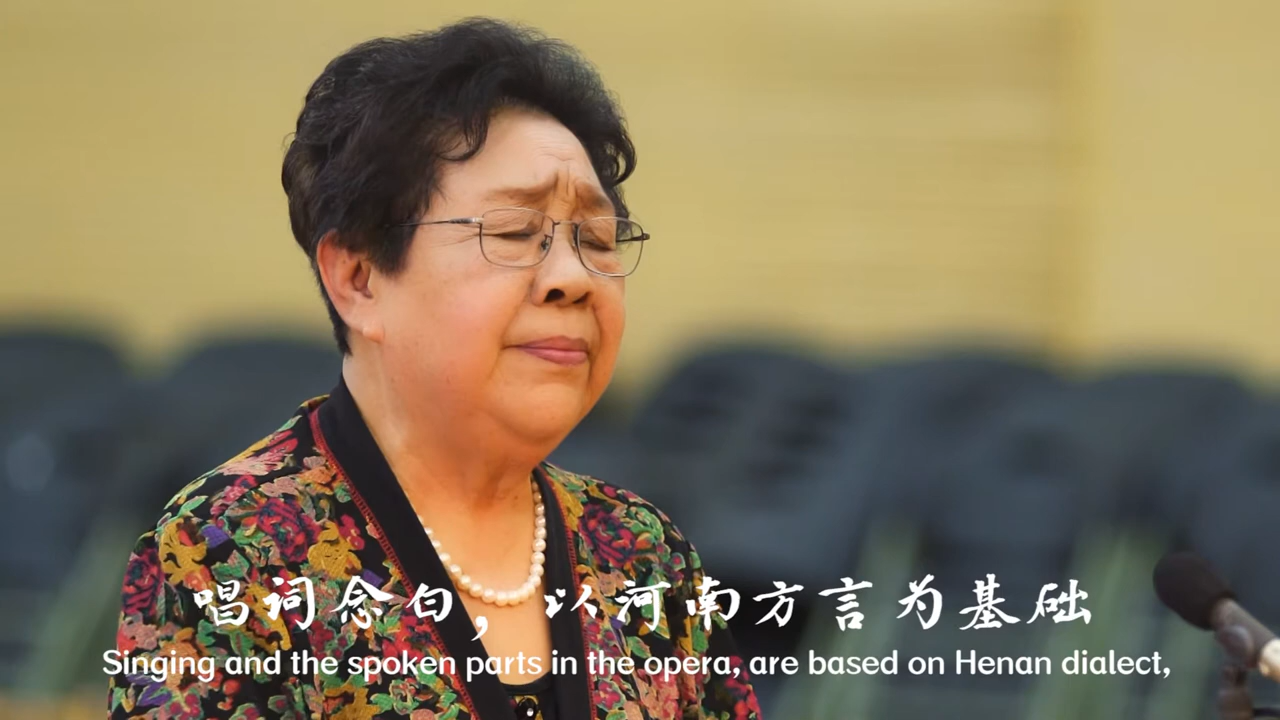 唱词念白，以河南方言为基础
Singing and the spoken parts in the opera, are based on Henan dialect,